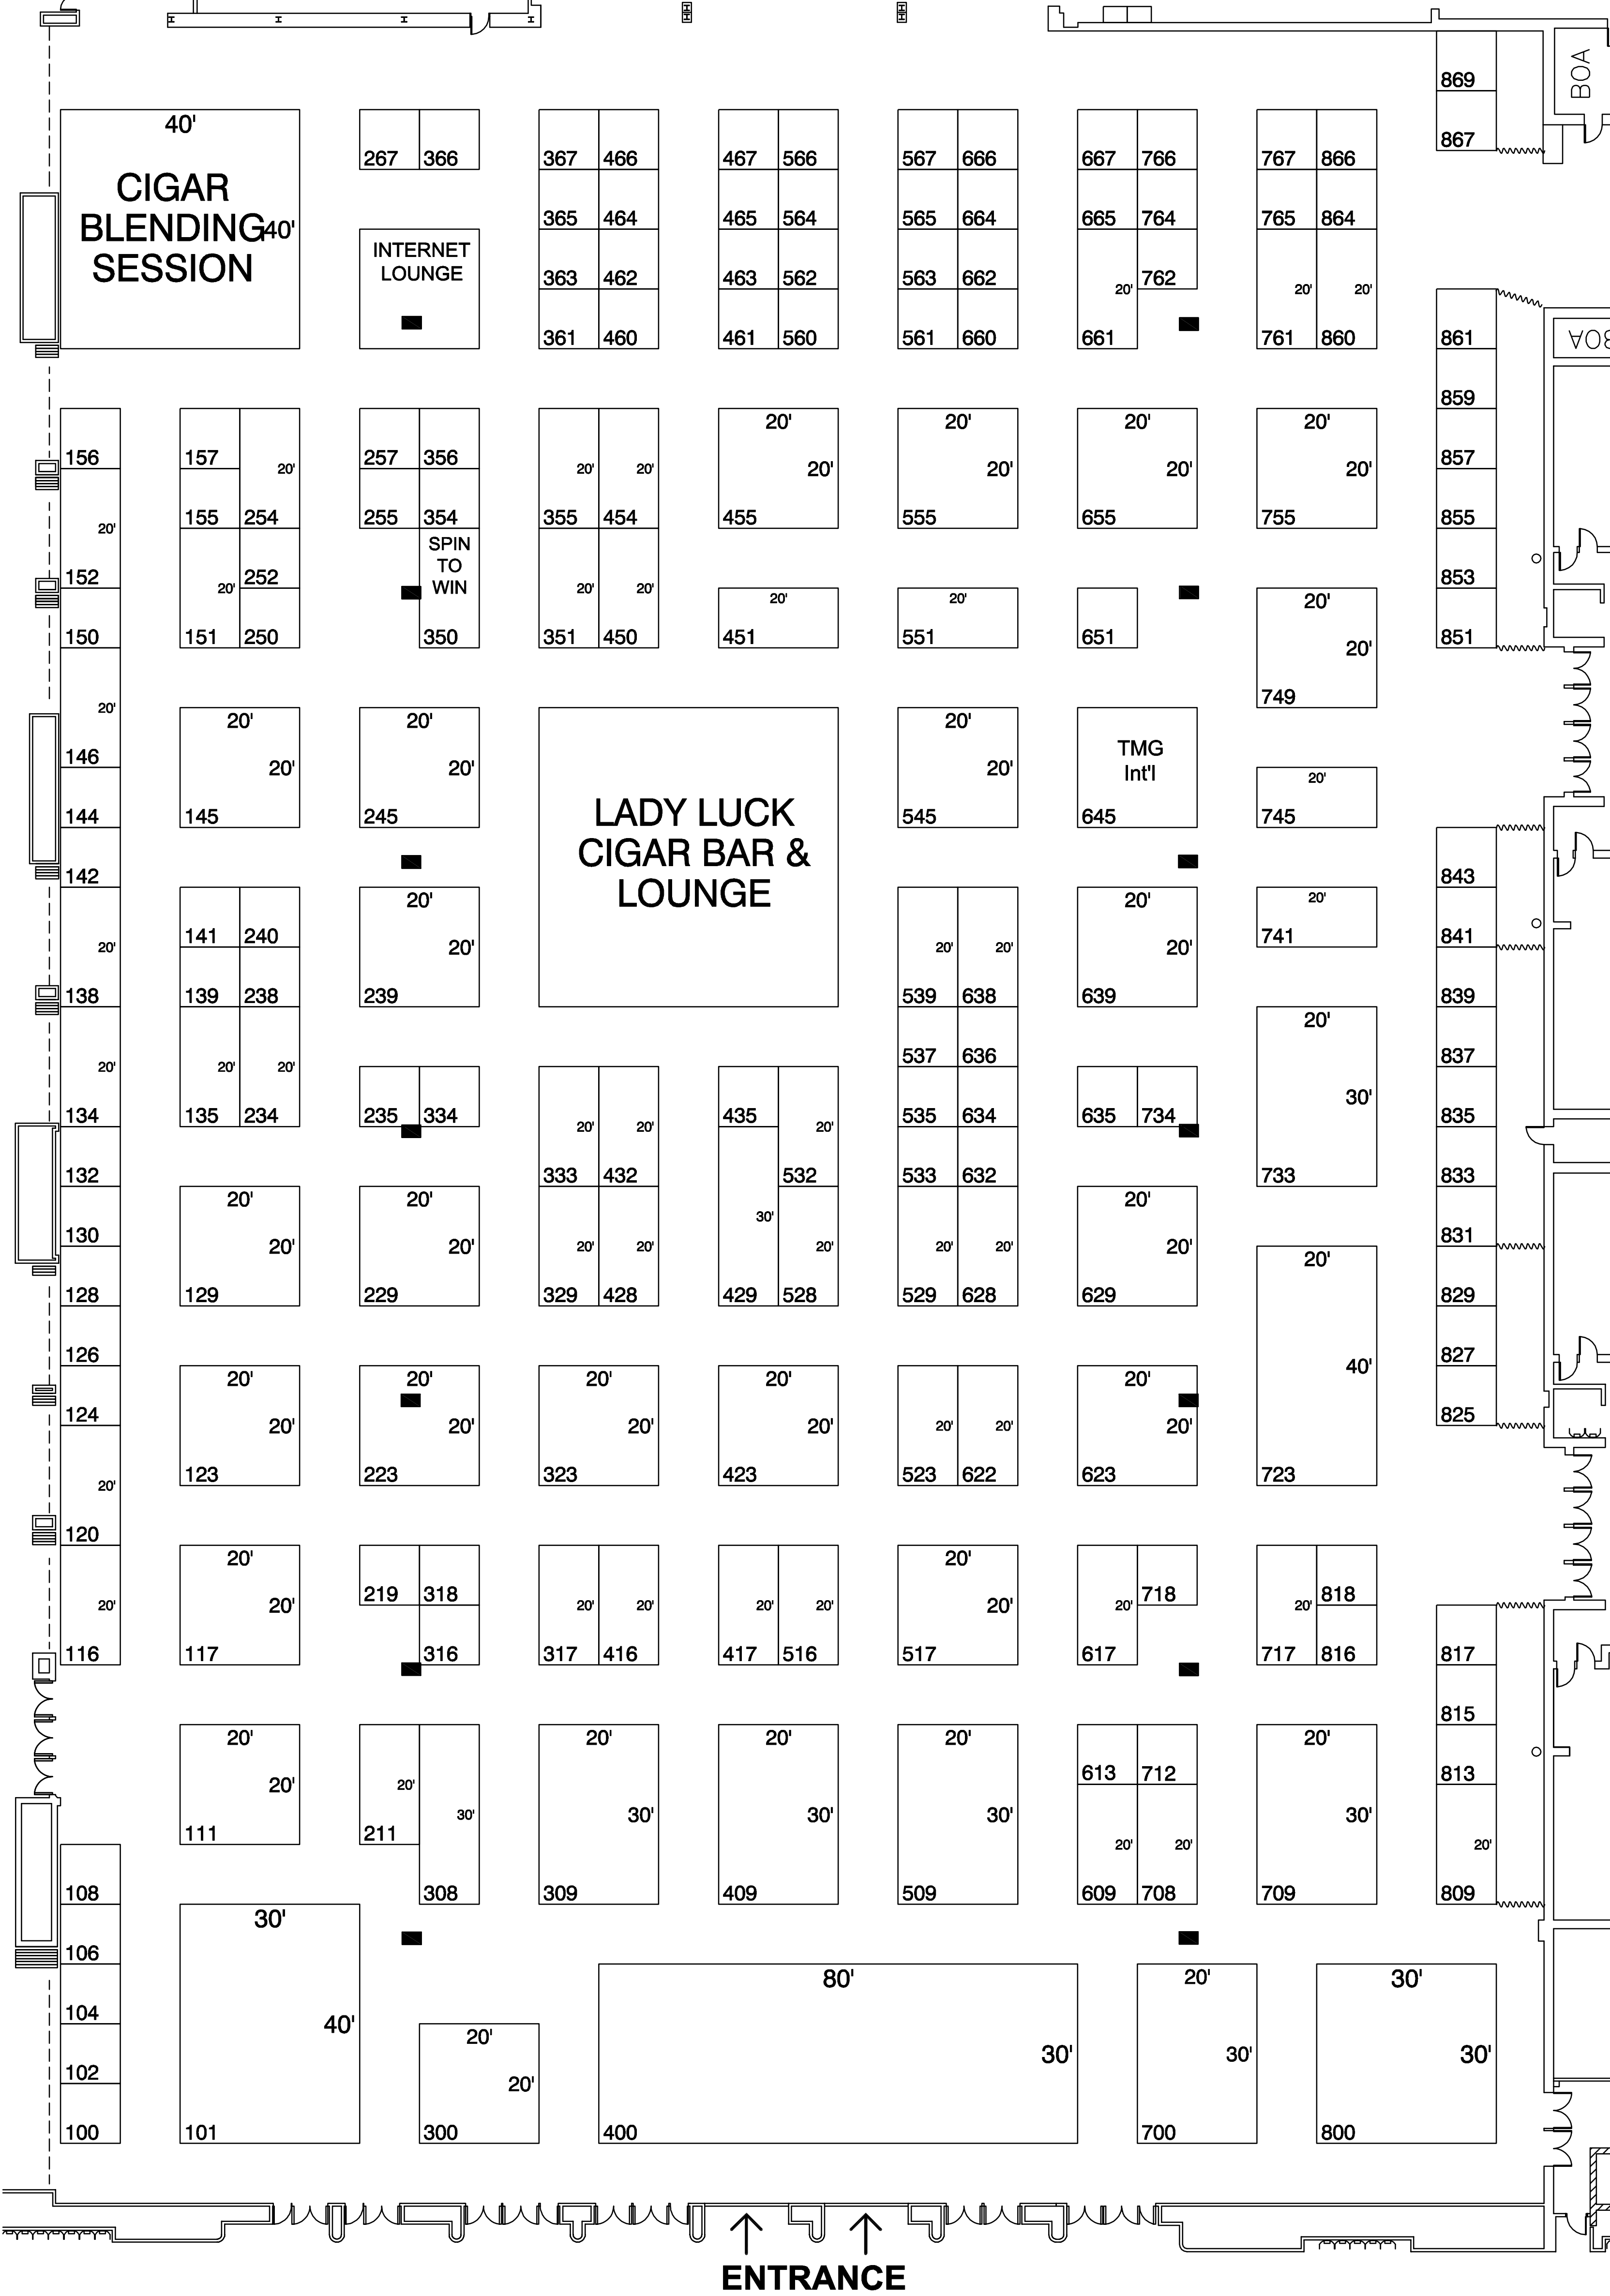 869
BOA
867
40'
CIGAR
BLENDING 40'
SESSION
267 366 367 466 467 566 567 666 667 766 767 866
365 464 465 564 565 664 665 764 765 864
INTERNET
LOUNGE
363 462 463 562 563 662 20' 762 20' 20'
361 460 461 560 561 660 661 761 860 861
BOA
859
20' 20' 20' 20'
156 157 20' 257 356 20' 20' 20' 20' 20' 20' 857
155 254 255 354 355 454 455 555 655 755 855
20'
SPIN
TO
WIN
152 20' 252 20' 20' 853
20' 20' 20'
150 151 250 350 351 450 451 551 651 20' 851
749
20' 20' 20' 20'
146 20' 20' LADY LUCK 20' TMG
Int'l 20'
144 145 245 CIGAR BAR & 545 645 745
142 LOUNGE 843
20' 20'
141 240 741 841
20' 20' 20' 20' 20'
138 139 238 239 539 638 639 839
20'
537 636 837
20' 20' 20' 30'
134 135 234 235 334 435 535 634 635 734 835
20' 20' 20'
132 333 432 532 533 632 733 833
20' 20' 20'
130 20' 20' 20' 20' 30' 20' 20' 20' 20' 831
20'
128 129 229 329 428 429 528 529 628 629 829
126 827
20' 20' 20' 20' 20' 40'
124 20' 20' 20' 20' 20' 20' 20' 825
20' 123 223 323 423 523 622 623 723
120
20' 20'
20' 20' 219 318 20' 20' 20' 20' 20' 20' 718 20' 818
116 117 316 317 416 417 516 517 617 717 816 817
815
20' 20' 20' 20' 20'
20' 20' 613 712 813
111 211 30' 30' 30' 30' 20' 20' 30' 20'
108 308 309 409 509 609 708 709 809
30'
106
80' 20' 30'
104 40'
20'
102 20' 30' 30' 30'
100 101 300 400 700 800
ENTRANCE